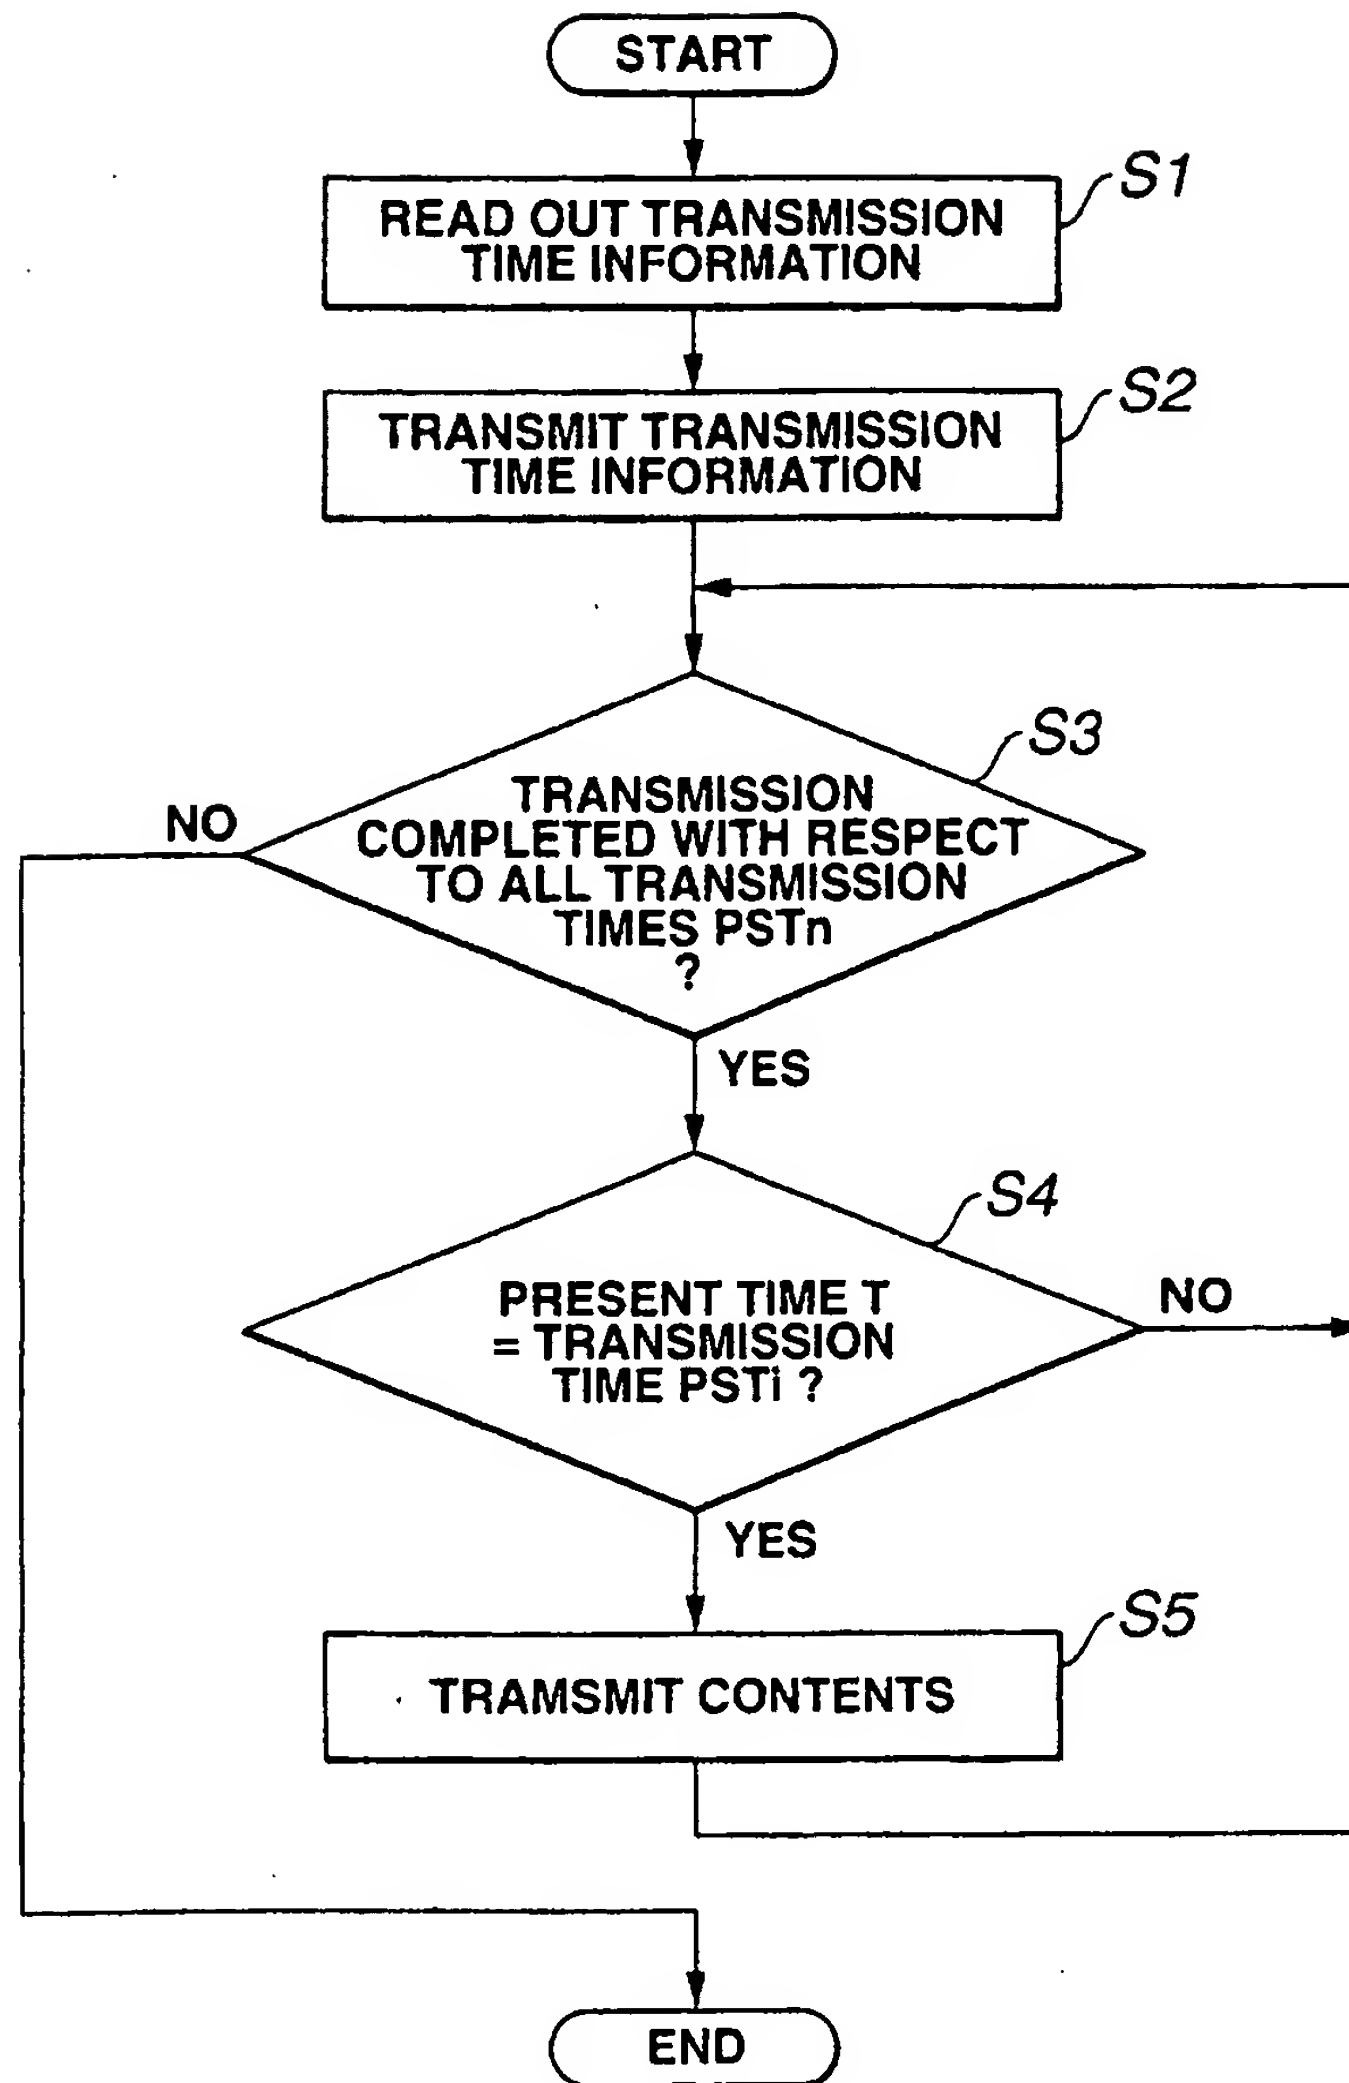 START
S1
READ OUT TRANSMISSION
TIME INFORMATION
S2
TRANSMIT TRANSMISSION
TIME INFORMATION
S3
TRANSMISSION
COMPLETED WITH RESPECT
TO ALL TRANSMISSION
TIMES PSTn
?
NO
YES
S4
PRESENT TIME T
= TRANSMISSION
TIME PSTi ?
NO
YES
S5
TRAMSMIT CONTENTS
END